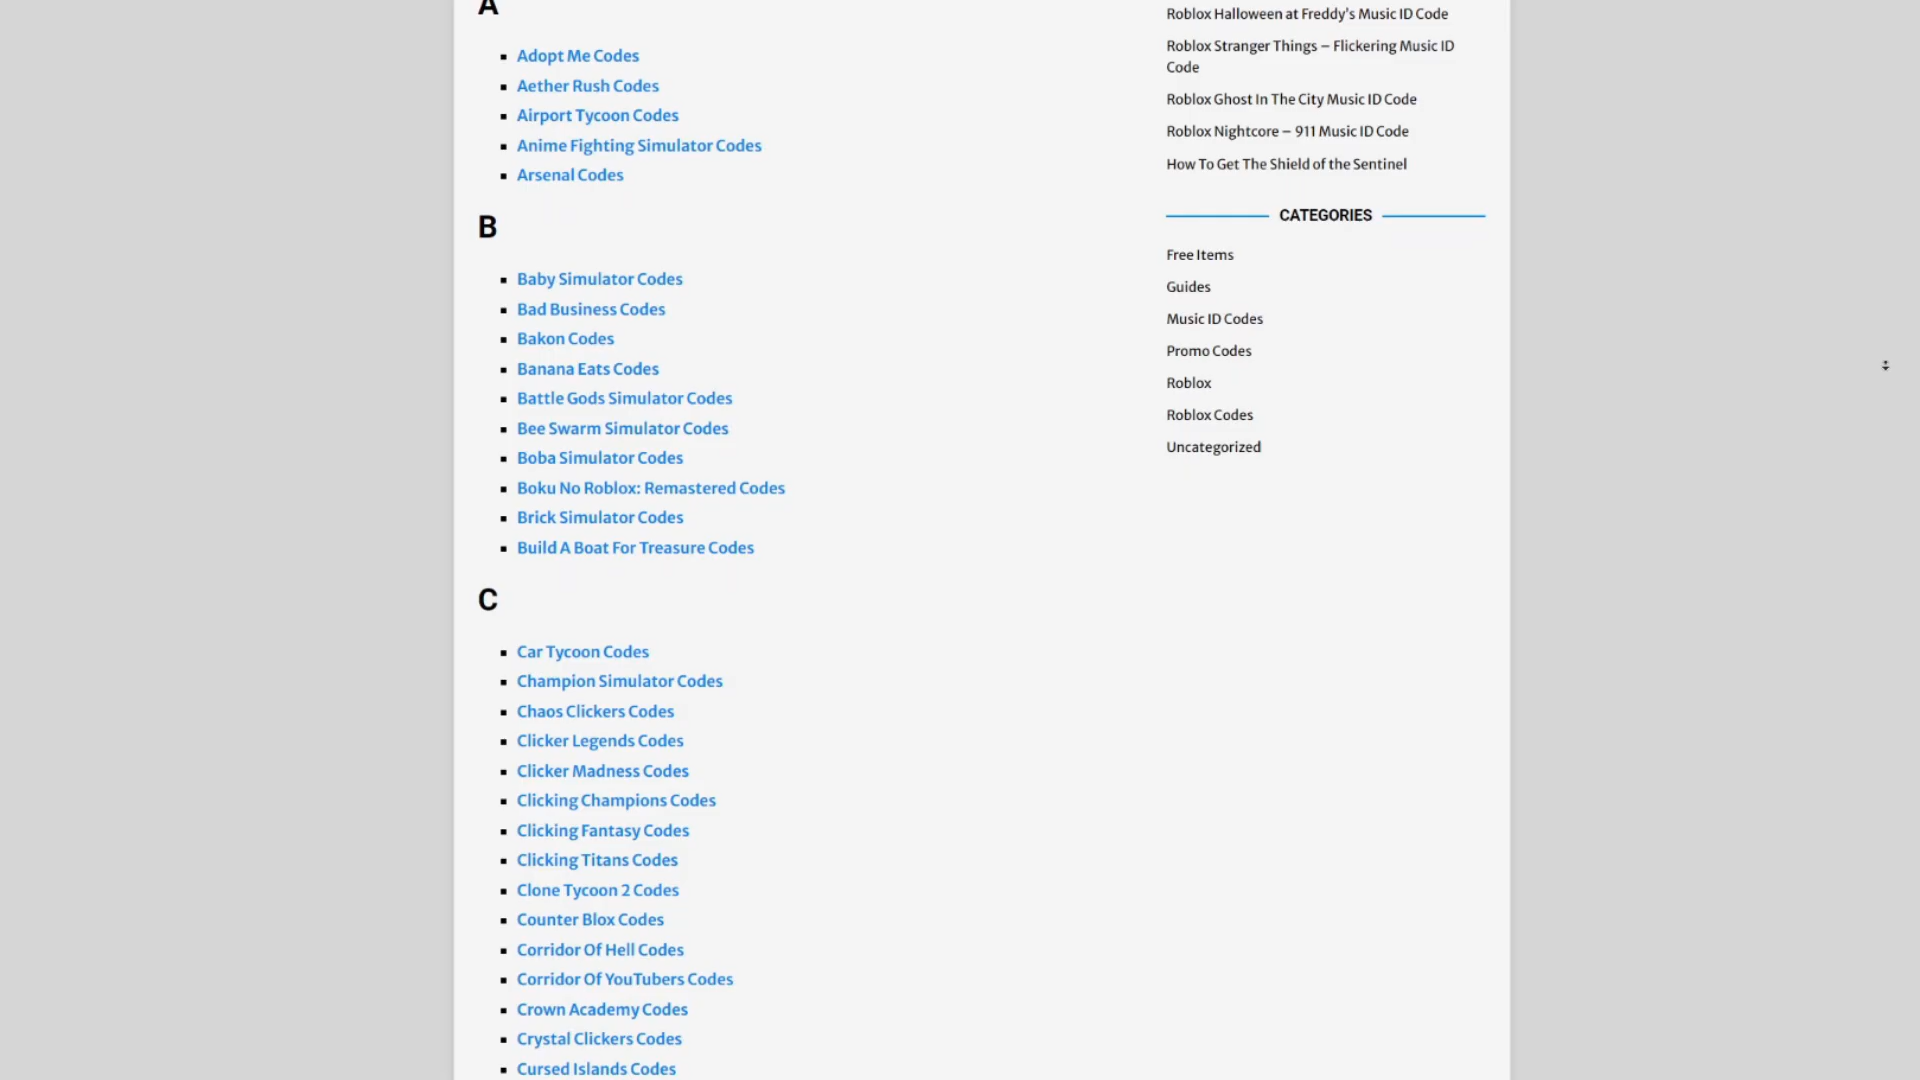 A
Adopt Me Codes
Aether Rush Codes
Airport Tycoon Codes
Anime Fighting Simulator Codes
Arsenal Codes
B
Baby Simulator Codes
Bad Business Codes
Bakon Codes
Banana Eats Codes
Battle Gods Simulator Codes
Bee Swarm Simulator Codes
Boba Simulator Codes
Boku No Roblox: Remastered Codes
Brick Simulator Codes
Build A Boat For Treasure Codes
C
Car Tycoon Codes
Champion Simulator Codes
Chaos Clickers Codes
Clicker Legends Codes
Clicker Madness Codes
Clicking Champions Codes
Clicking Fantasy Codes
Clicking Titans Codes
Clone Tycoon 2 Codes
Counter Blox Codes
Corridor Of Hell Codes
Corridor Of YouTubers Codes
Crown Academy Codes
Crystal Clickers Codes
Cursed Islands Codes
Roblox Halloween at Freddy’s Music ID Code
Roblox Stranger Things – Flickering Music ID
Code
Roblox Ghost In The City Music ID Code
Roblox Nightcore – 911 Music ID Code
How To Get The Shield of the Sentinel
CATEGORIES
Free Items
Guides
Music ID Codes
Promo Codes
Roblox
Roblox Codes
Uncategorized